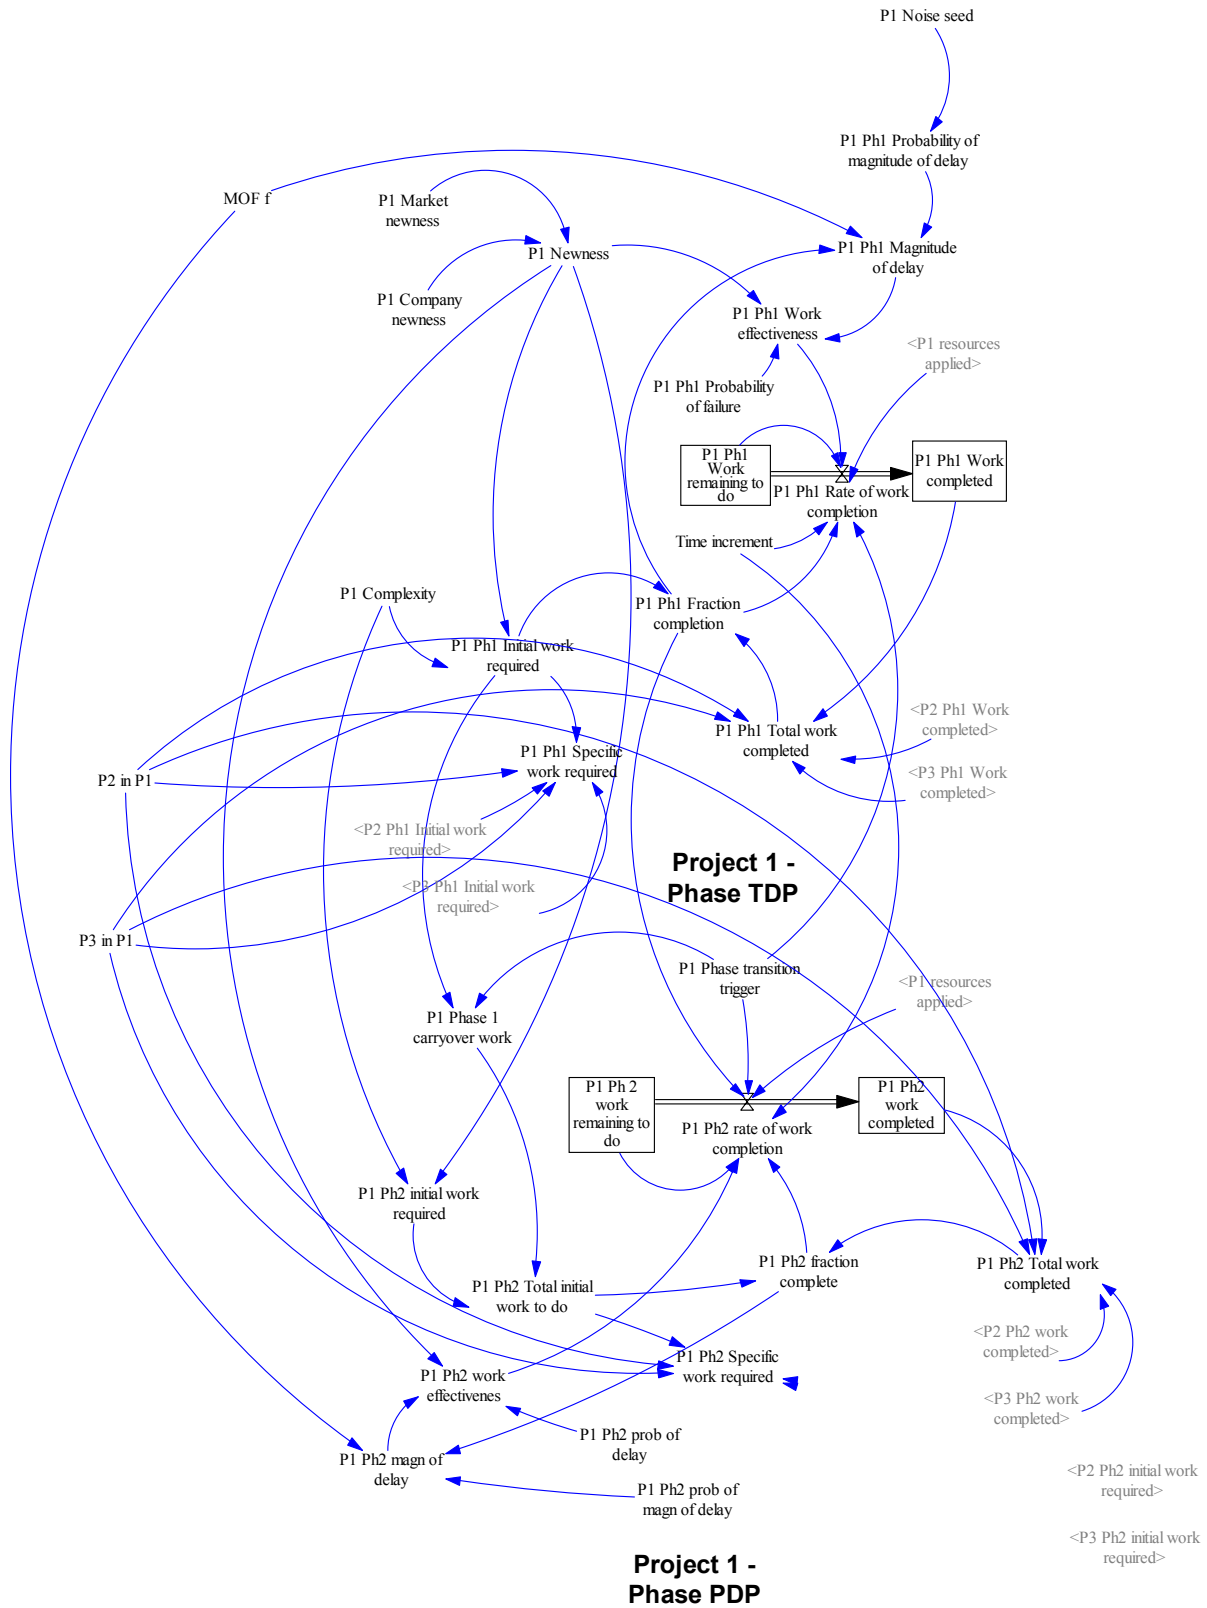 P1 Noise seed
P1 Ph1 Probability of
magnitude of delay
MOF f
P1 Market
newness
P1 Newness
P1 Ph1 Magnitude
of delay
P1 Company
newness
P1 Ph1 Work
effectiveness
<P1 resources
applied>
P1 Ph1 Probability
of failure
P1 Ph1
Work
remaining to
do
P1 Ph1 Work
completed
P1 Ph1 Rate of work
completion
Time increment
P1 Complexity
P1 Ph1 Fraction
completion
P1 Ph1 Initial work
required
P1 Ph1 Total work
completed
<P2 Ph1 Work
completed>
P1 Ph1 Specific
work required
<P3 Ph1 Work
completed>
P2 in P1
<P2 Ph1 Initial work
required>
Project 1 -
Phase TDP
<P3 Ph1 Initial work
required>
P3 in P1
P1 Phase transition
trigger
<P1 resources
applied>
P1 Phase 1
carryover work
P1 Ph 2
work
remaining to
do
P1 Ph2
work
completed
P1 Ph2 rate of work
completion
P1 Ph2 initial work
required
P1 Ph2 fraction
complete
P1 Ph2 Total work
completed
P1 Ph2 Total initial
work to do
<P2 Ph2 work
completed>
P1 Ph2 Specific
work required
P1 Ph2 work
effectivenes
<P3 Ph2 work
completed>
P1 Ph2 prob of
delay
P1 Ph2 magn of
delay
<P2 Ph2 initial work
required>
P1 Ph2 prob of
magn of delay
<P3 Ph2 initial work
required>
Project 1 -
Phase PDP